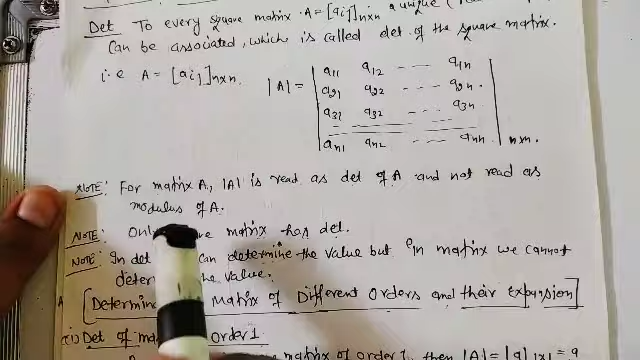 Det To every square matrix A = [aij]nxn a unique
Can be associated, which is called det. of the square matrix.
i.e A = [aij]nxn. |A| =
a11 a12 ---- a1n
a21 a22 ---- a2n
a31 a32 ---- a3n
an1 an2 ---- ann nxn.
NOTE: For matrix A, |A| is read as det of A and not read as
modulus of A.
NOTE: matrix has det.
NOTE: In det can determine the value but in matrix we cannot
the value.
Matrix of Different Orders and their Expansion]
(i) Det of order 1
matrix of order 1, then |A| = |a| = a